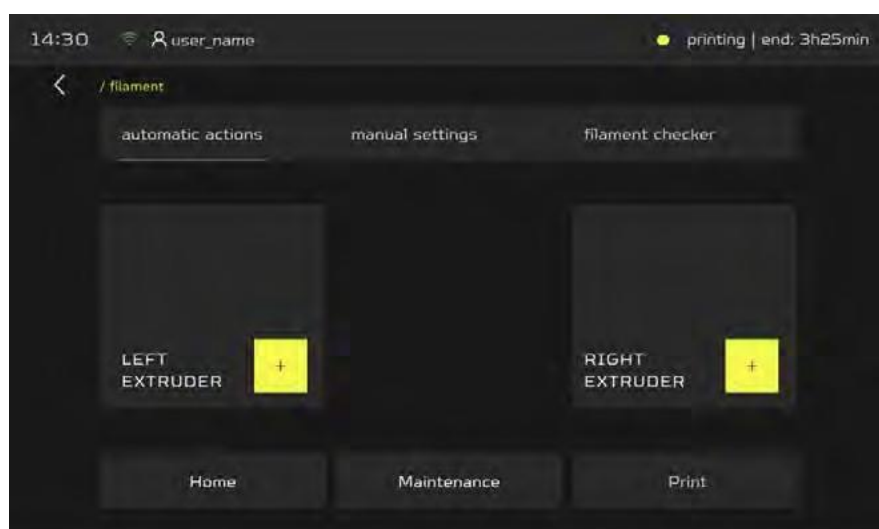 14:30 user_name printing | end: 3h25min
/ filament
automatic actions manual settings filament checker
LEFT EXTRUDER +
RIGHT EXTRUDER +
Home Maintenance Print